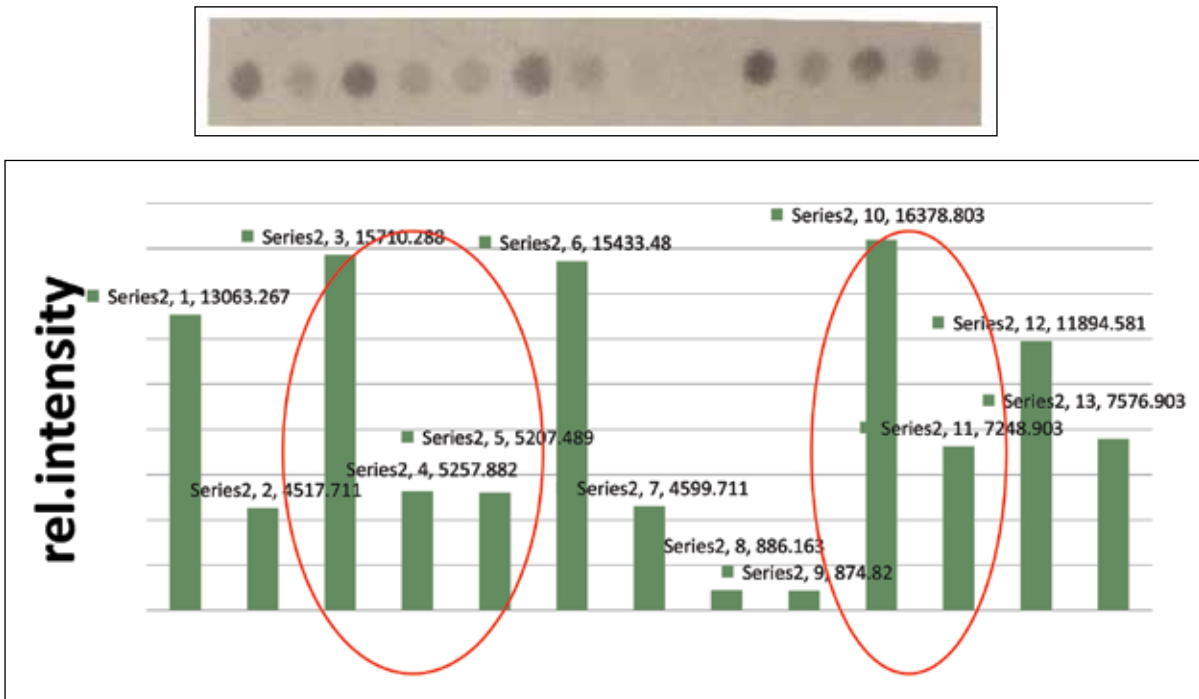 Series2, 10, 16378.803
Series2, 3, 15710.288
Series2, 6, 15433.48
Series2, 1, 13063.267
Series2, 12, 11894.581
Series2, 13, 7576.903
Series2, 11, 7248.903
Series2, 5, 5207.489
Series2, 4, 5257.882
Series2, 2, 4517.711
Series2, 7, 4599.711
Series2, 8, 886.163
Series2, 9, 874.82
rel.intensity